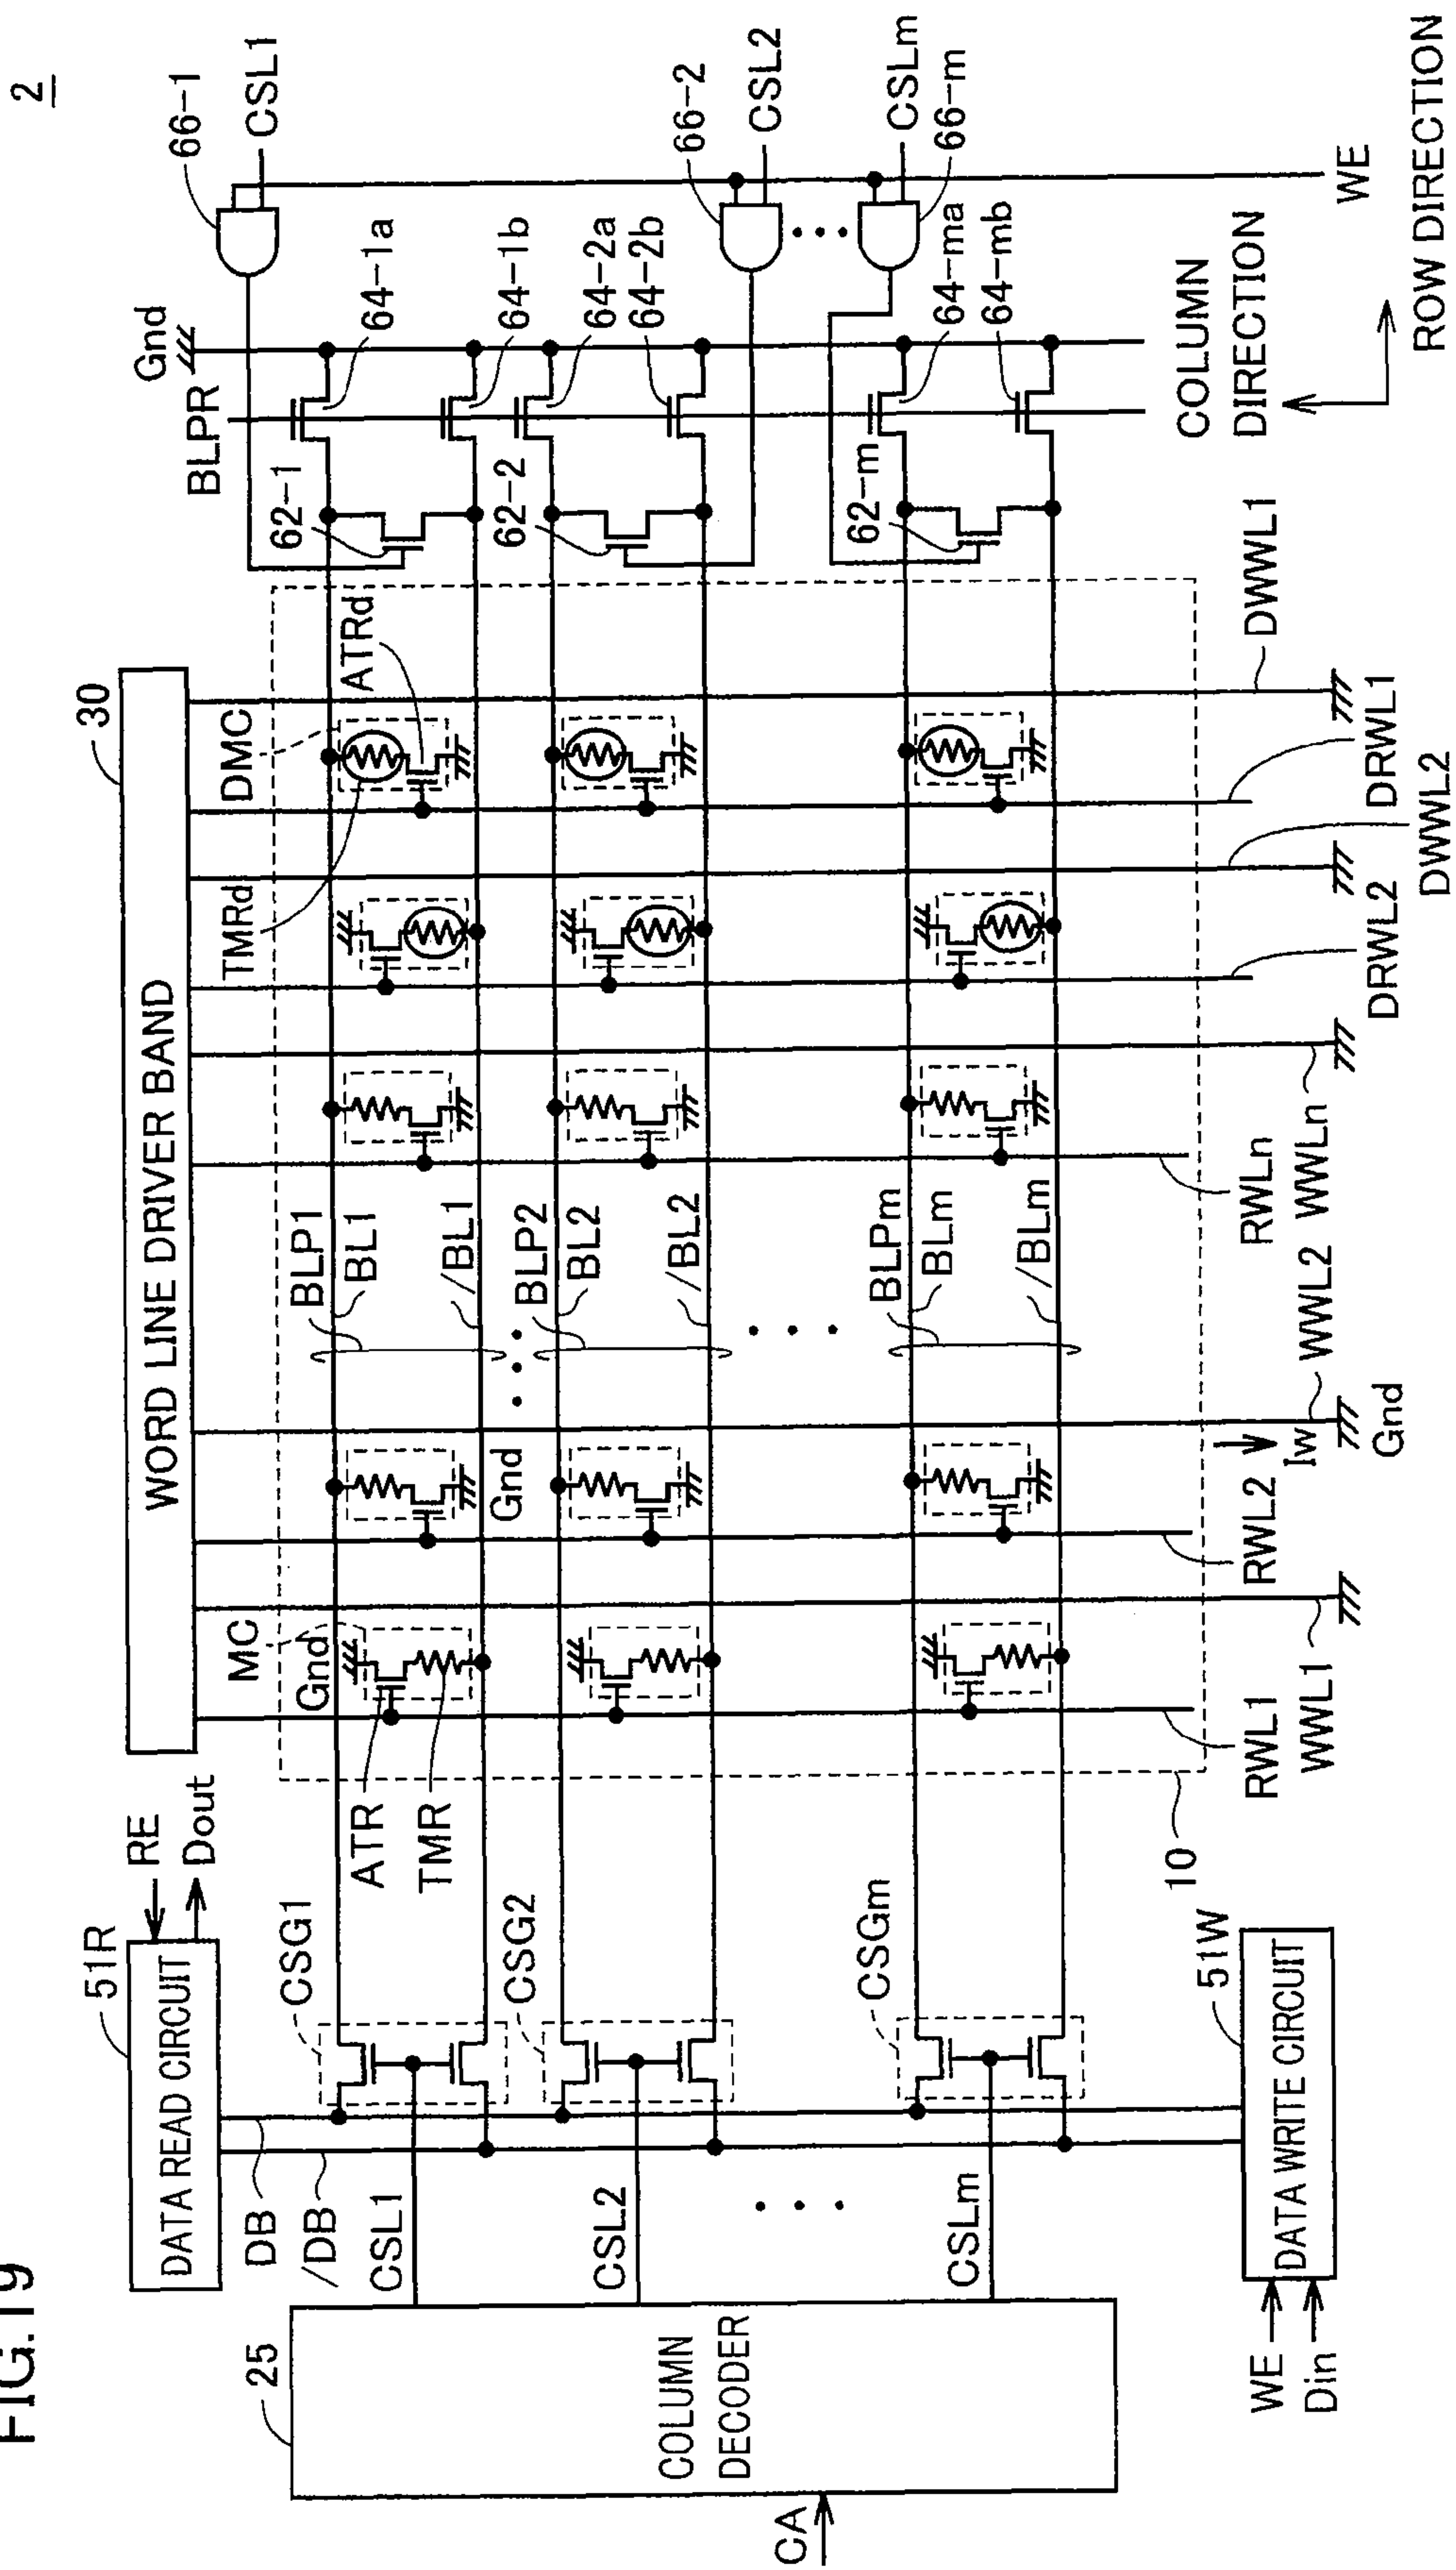 FIG.19
2
51R
DATA READ CIRCUIT
RE
Dout
30
WORD LINE DRIVER BAND
DB
/DB
CSL1
CSL2
CSLm
25
COLUMN
DECODER
CA
CSG1
CSG2
CSGm
51W
DATA WRITE CIRCUIT
WE
Din
10
ATR
TMR
MC
Gnd
Gnd
BLP1
BL1
/BL1
BLP2
BL2
/BL2
BLPm
BLm
/BLm
TMRd
DMC
ATRd
RWL1
WWL1
RWL2
Iw
WWL2
Gnd
RWLn
WWLn
DRWL2
DWWL2
DRWL1
DWWL1
BLPR
Gnd
62-1
62-2
62-m
64-1a
64-1b
64-2a
64-2b
64-ma
64-mb
66-1
CSL1
66-2
CSL2
CSLm
66-m
WE
COLUMN
DIRECTION
ROW DIRECTION